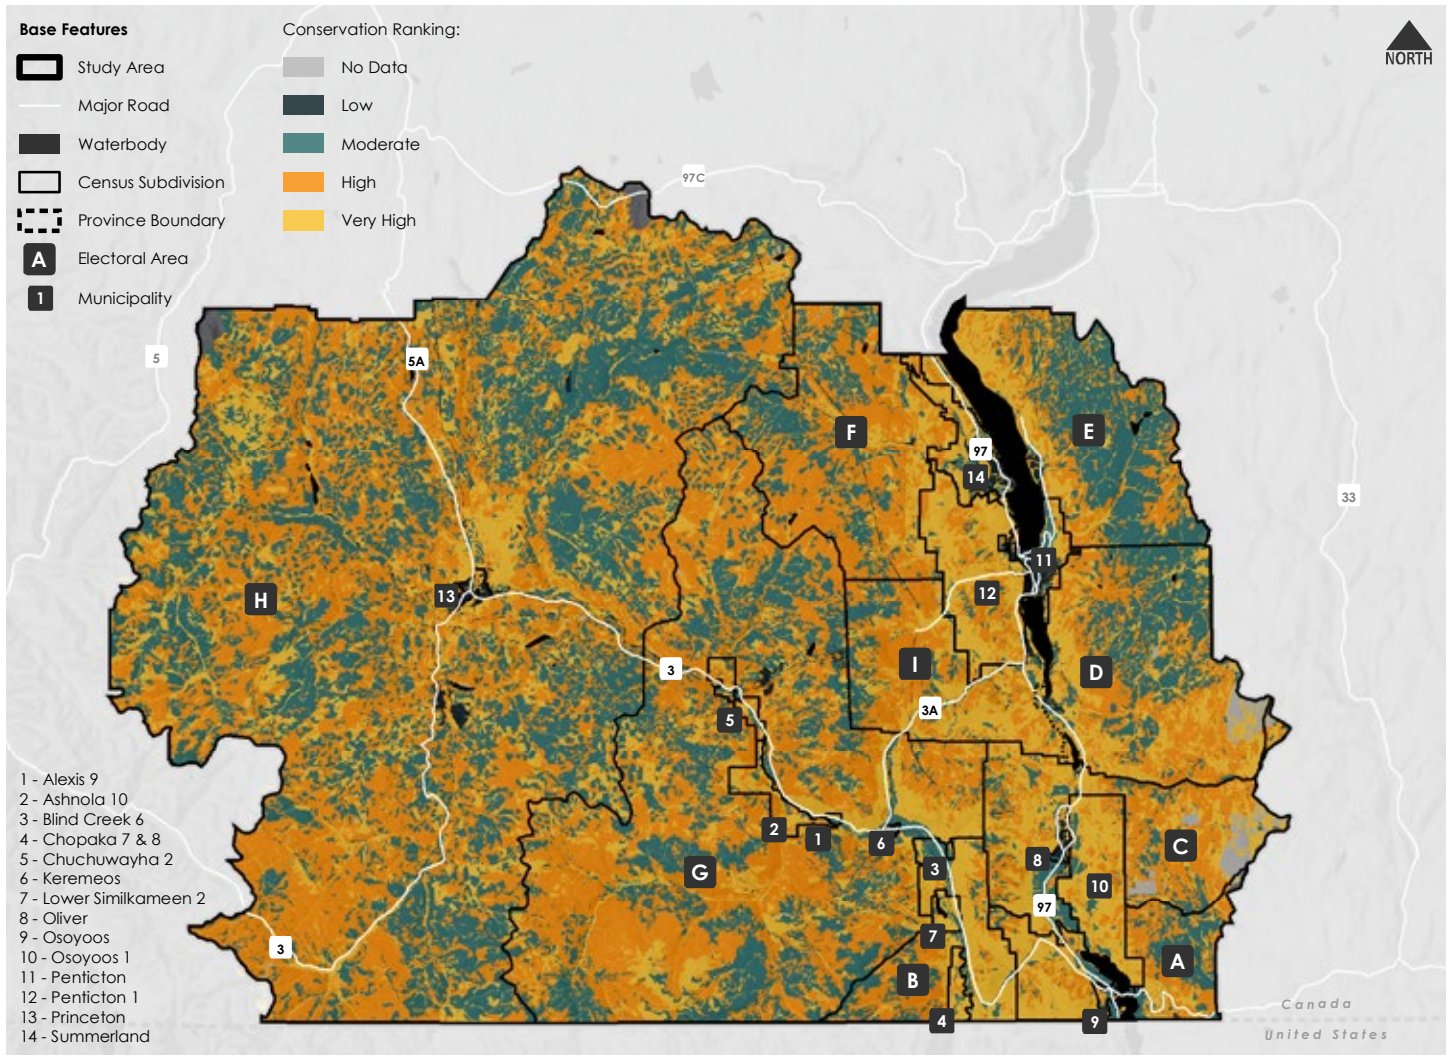 Base Features
Study Area
Major Road
Waterbody
Census Subdivision
Province Boundary
A Electoral Area
1 Municipality
Conservation Ranking:
No Data
Low
Moderate
High
Very High
NORTH
97C
5
5A
F
E
97
14
33
11
H
13
12
3
I
D
5
3A
2
1
6
G
3
8
C
10
97
7
3
B
A
4
9
Canada
United States
1 - Alexis 9
2 - Ashnola 10
3 - Blind Creek 6
4 - Chopaka 7 & 8
5 - Chuchuwayha 2
6 - Keremeos
7 - Lower Similkameen 2
8 - Oliver
9 - Osoyoos
10 - Osoyoos 1
11 - Penticton
12 - Penticton 1
13 - Princeton
14 - Summerland